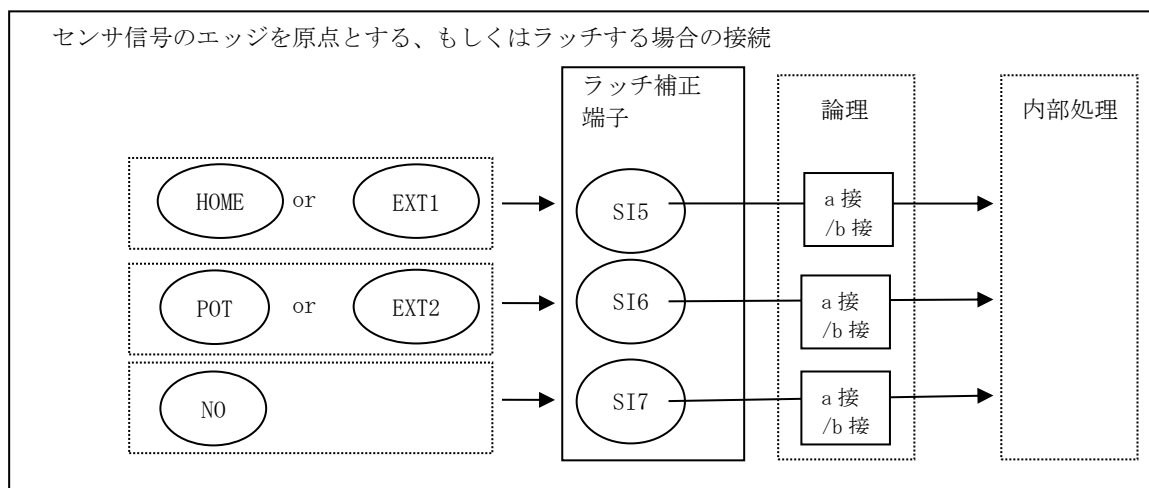 センサ信号のエッジを原点とする、もしくはラッチする場合の接続
ラッチ補正
端子
論理
内部処理
HOME or EXT1
SI5
a 接
/b 接
POT or EXT2
SI6
a 接
/b 接
NO
SI7
a 接
/b 接